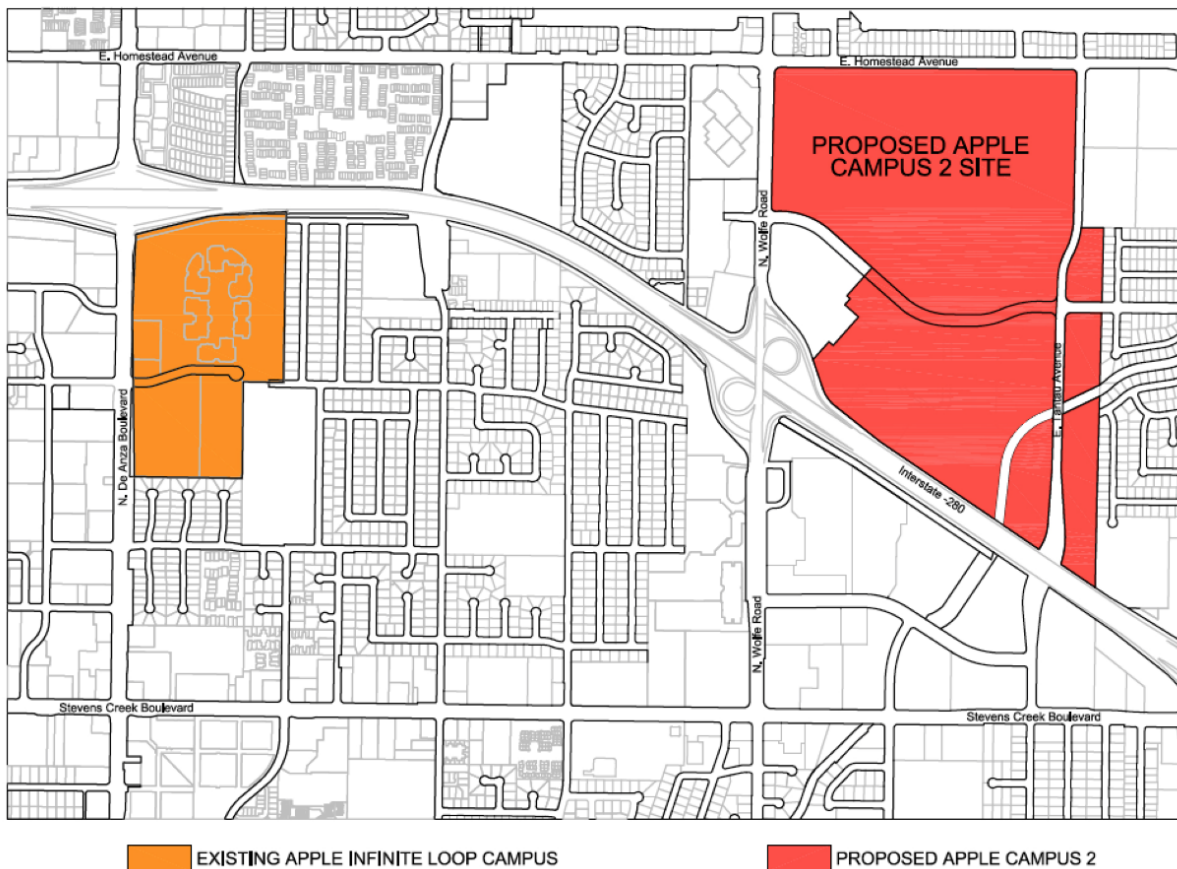 E. Homestead Avenue
E. Homestead Avenue
PROPOSED APPLE
CAMPUS 2 SITE
N. Wolfe Road
E. Tantau Avenue
N. De Anza Boulevard
Interstate -280
N. Wolfe Road
Stevens Creek Boulevard
Stevens Creek Boulevard
EXISTING APPLE INFINITE LOOP CAMPUS
PROPOSED APPLE CAMPUS 2